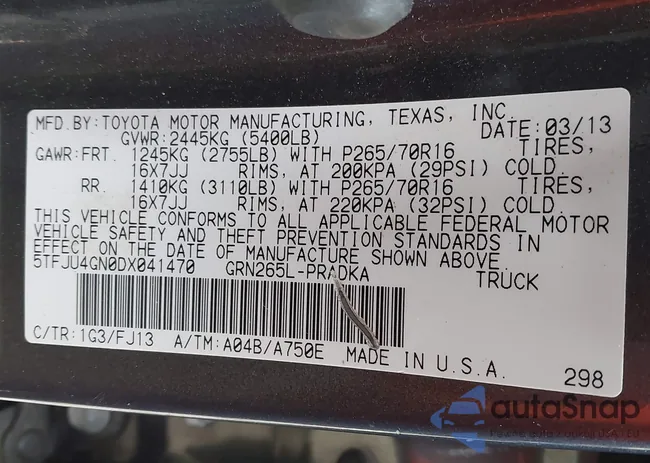 MFD.BY:TOYOTA MOTOR MANUFACTURING, TEXAS, INC.
GVWR:2445KG (5400LB) DATE:03/13
GAWR:FRT. 1245KG (2755LB) WITH P265/70R16 TIRES,
16X7JJ RIMS, AT 200KPA (29PSI) COLD.
RR. 1410KG (3110LB) WITH P265/70R16 TIRES,
16X7JJ RIMS, AT 220KPA (32PSI) COLD.
THIS VEHICLE CONFORMS TO ALL APPLICABLE FEDERAL MOTOR
VEHICLE SAFETY AND THEFT PREVENTION STANDARDS IN
EFFECT ON THE DATE OF MANUFACTURE SHOWN ABOVE.
5TFJU4GN0DX041470 GRN265L-PRADKA TRUCK
C/TR:1G3/FJ13 A/TM:A04B/A750E MADE IN U.S.A.
298
autoSnap